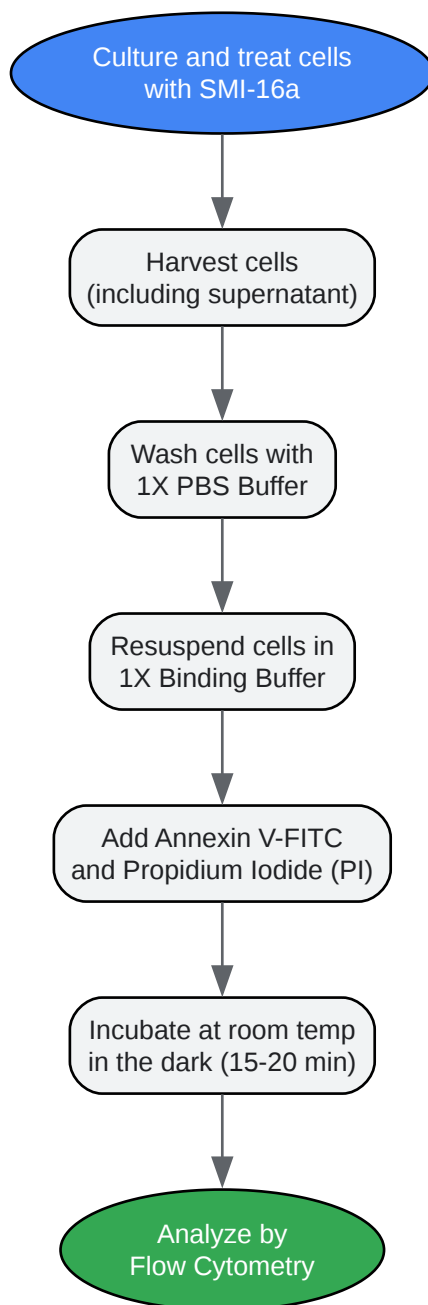 Culture and treat cells
with SMI-16a
Harvest cells
(including supernatant)
Wash cells with
1X PBS Buffer
Resuspend cells in
1X Binding Buffer
Add Annexin V-FITC
and Propidium Iodide (PI)
Incubate at room temp
in the dark (15-20 min)
Analyze by
Flow Cytometry